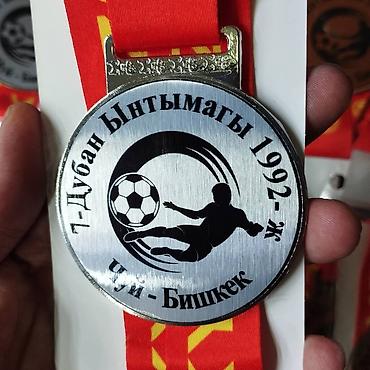 7-Дубан Ынтымагы 1992-ж
Чүй - Бишкек